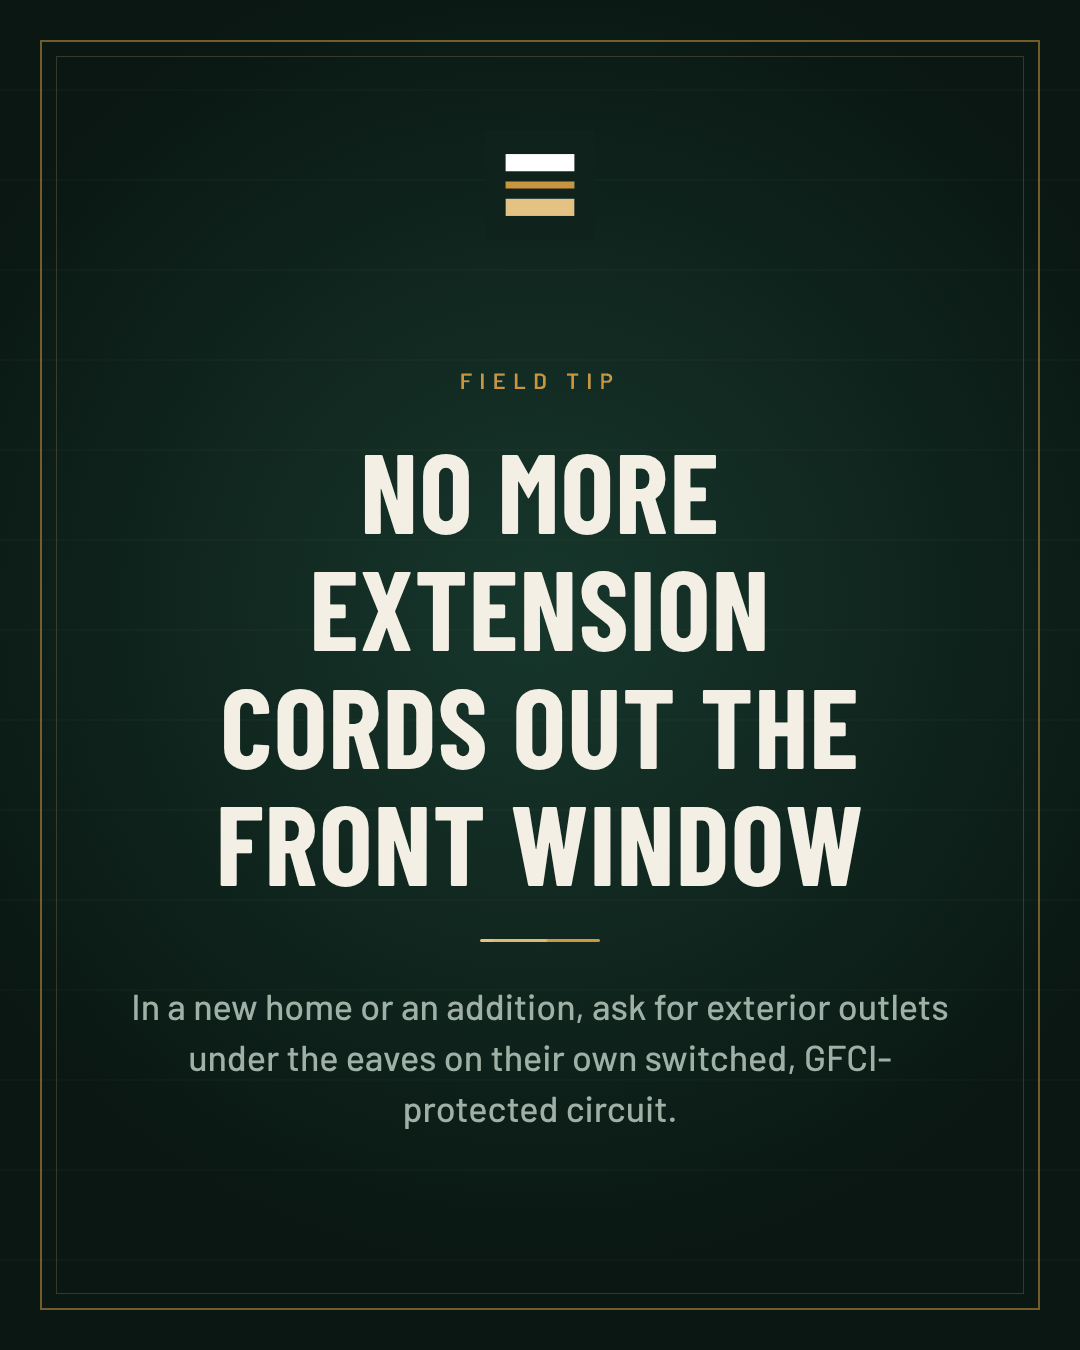 FIELD TIP
NO MORE
EXTENSION
CORDS OUT THE
FRONT WINDOW
In a new home or an addition, ask for exterior outlets
under the eaves on their own switched, GFCI-
protected circuit.